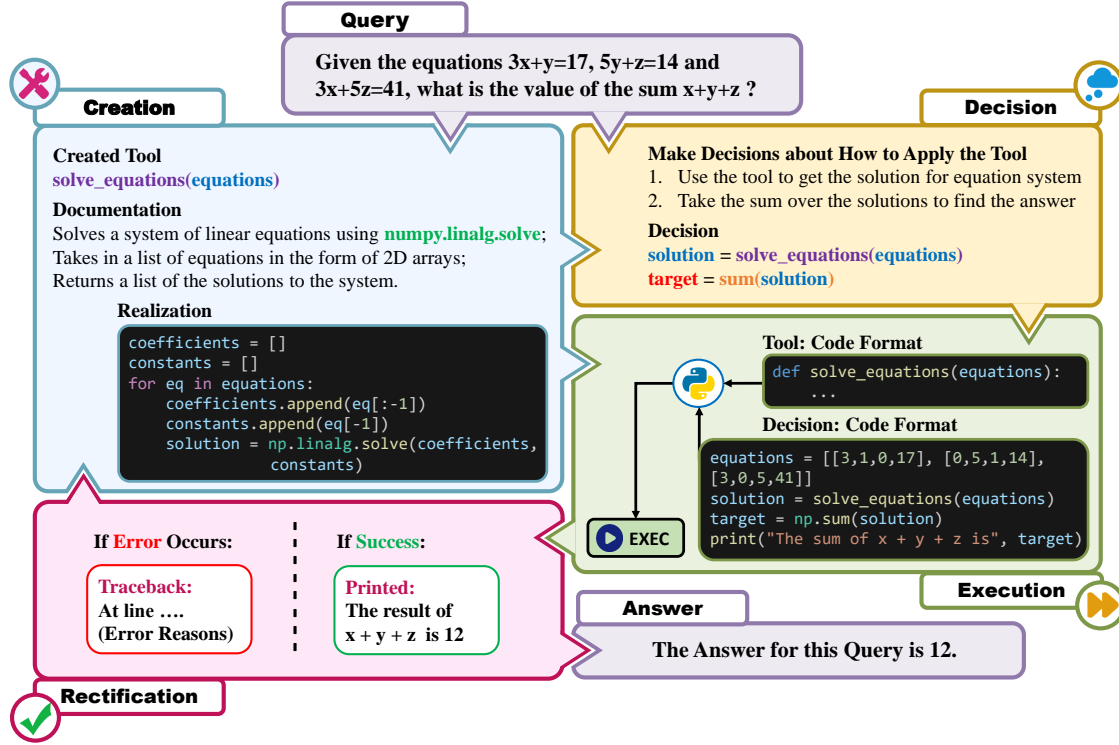 Query
Given the equations 3x+y=17, 5y+z=14 and
3x+5z=41, what is the value of the sum x+y+z ?
Creation
Created Tool
solve_equations(equations)
Documentation
Solves a system of linear equations using numpy.linalg.solve;
Takes in a list of equations in the form of 2D arrays;
Returns a list of the solutions to the system.
Realization
coefficients = []
constants = []
for eq in equations:
    coefficients.append(eq[:-1])
    constants.append(eq[-1])
    solution = np.linalg.solve(coefficients,
            constants)
Decision
Make Decisions about How to Apply the Tool
1. Use the tool to get the solution for equation system
2. Take the sum over the solutions to find the answer
Decision
solution = solve_equations(equations)
target = sum(solution)
Tool: Code Format
def solve_equations(equations):
    ...
Decision: Code Format
equations = [[3,1,0,17], [0,5,1,14],
[3,0,5,41]]
solution = solve_equations(equations)
target = np.sum(solution)
print("The sum of x + y + z is", target)
EXEC
Execution
If Error Occurs:
Traceback:
At line ....
(Error Reasons)
If Success:
Printed:
The result of
x + y + z is 12
Rectification
Answer
The Answer for this Query is 12.